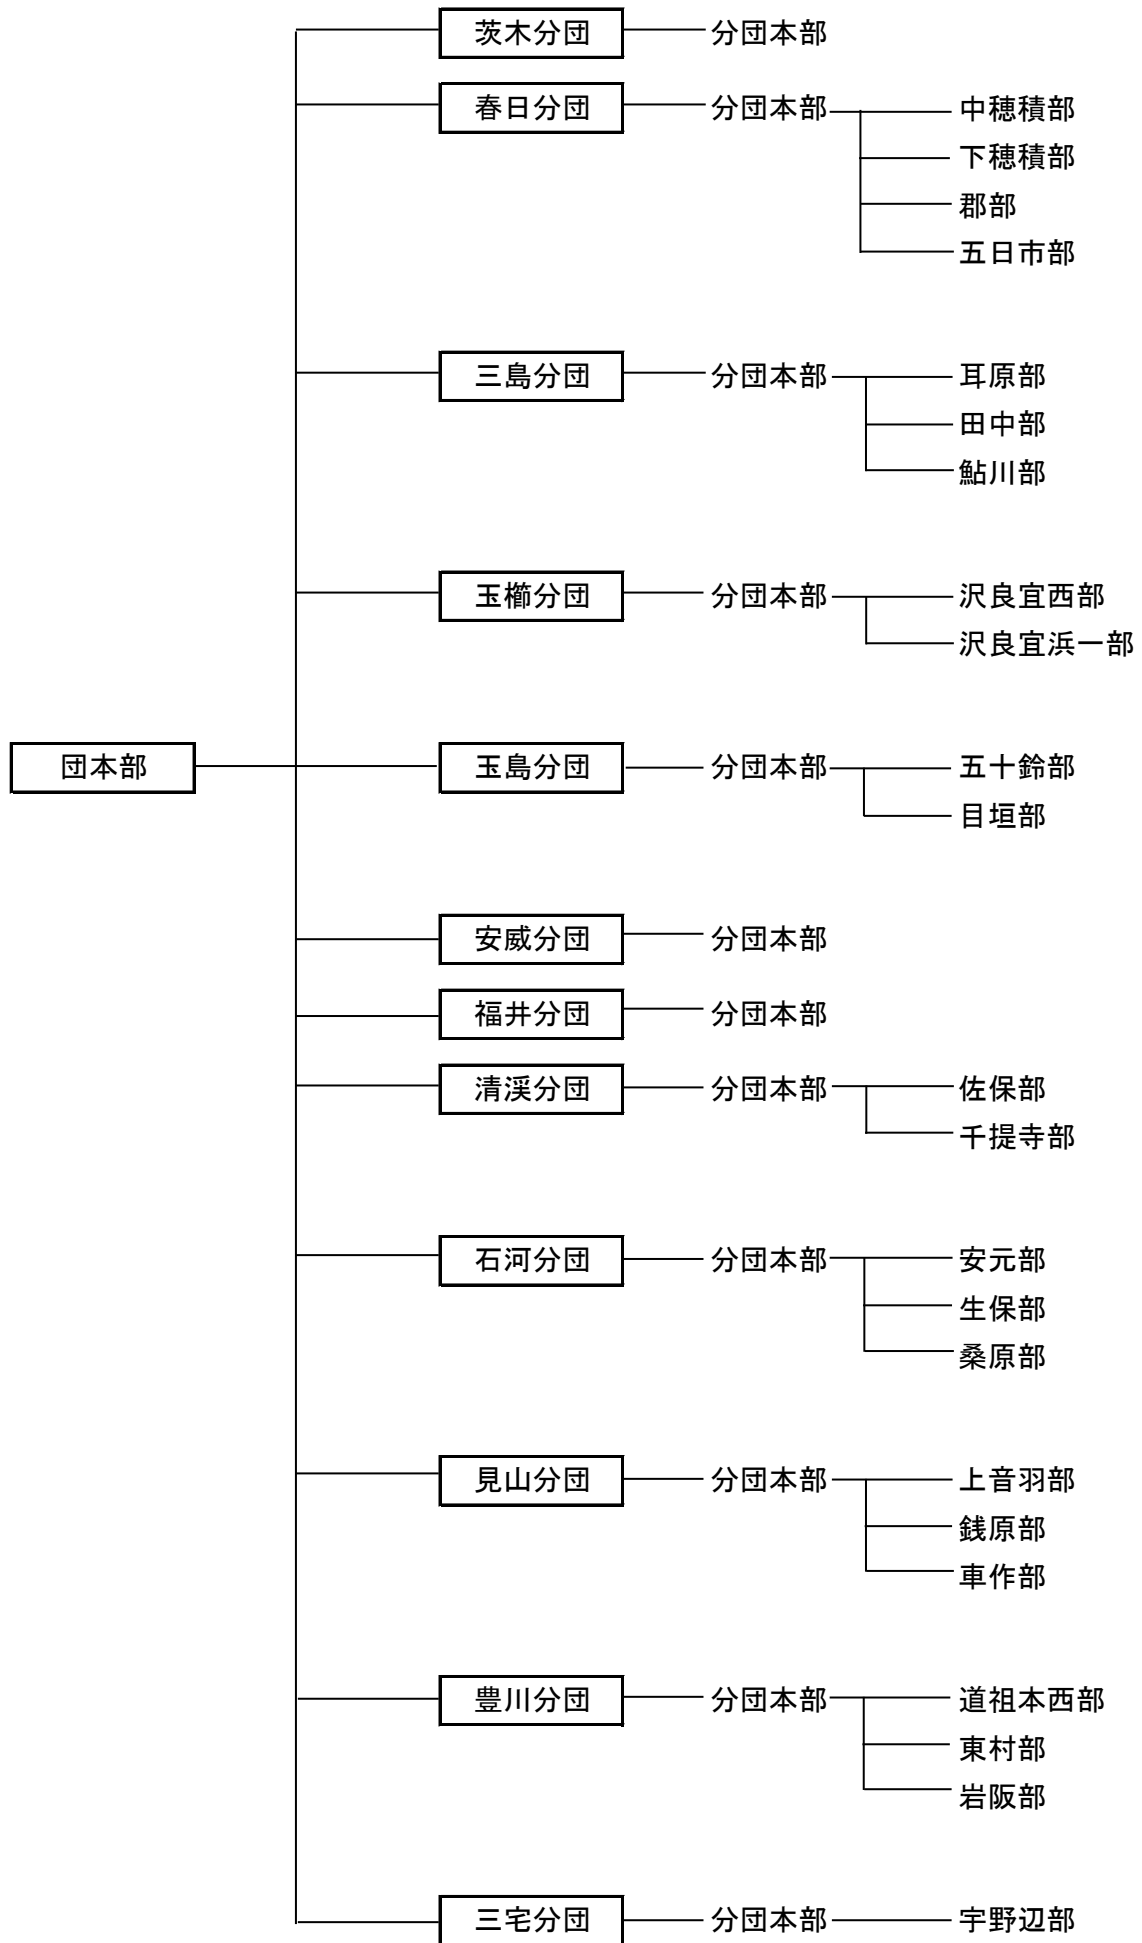 茨木分団 分団本部
春日分団 分団本部 中穂積部
下穂積部
郡部
五日市部
三島分団 分団本部 耳原部
田中部
鮎川部
玉櫛分団 分団本部 沢良宜西部
沢良宜浜一部
団本部 玉島分団 分団本部 五十鈴部
目垣部
安威分団 分団本部
福井分団 分団本部
清渓分団 分団本部 佐保部
千提寺部
石河分団 分団本部 安元部
生保部
桑原部
見山分団 分団本部 上音羽部
銭原部
車作部
豊川分団 分団本部 道祖本西部
東村部
岩阪部
三宅分団 分団本部 宇野辺部